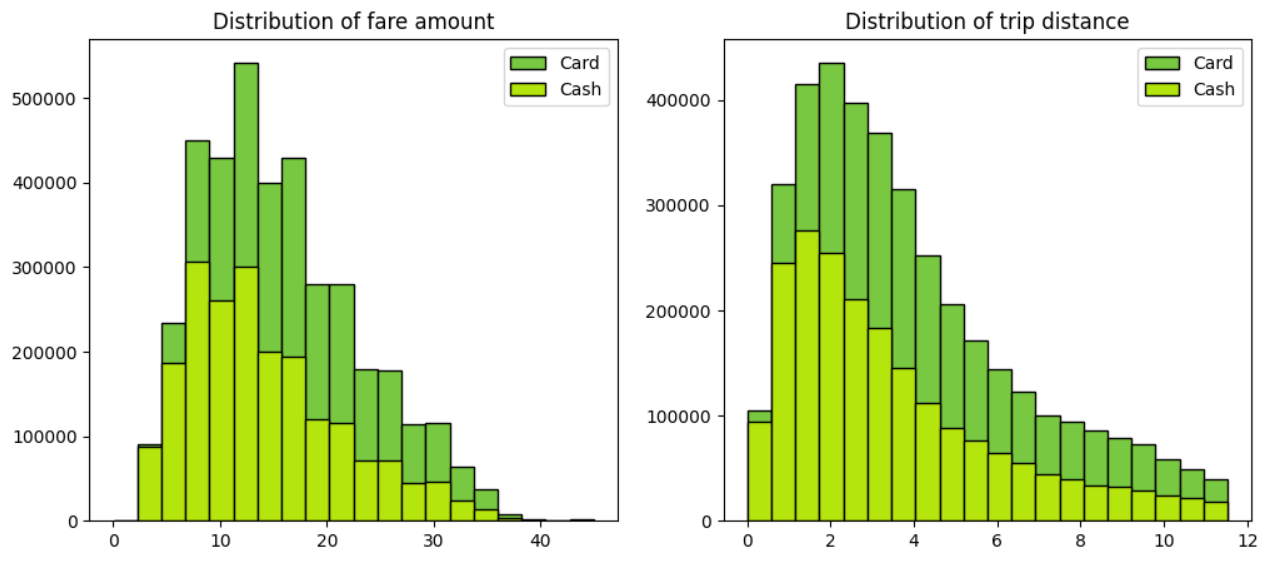 Distribution of fare amount
Card
Cash
500000
400000
300000
200000
100000
0
0 10 20 30 40
Distribution of trip distance
Card
Cash
400000
300000
200000
100000
0
0 2 4 6 8 10 12